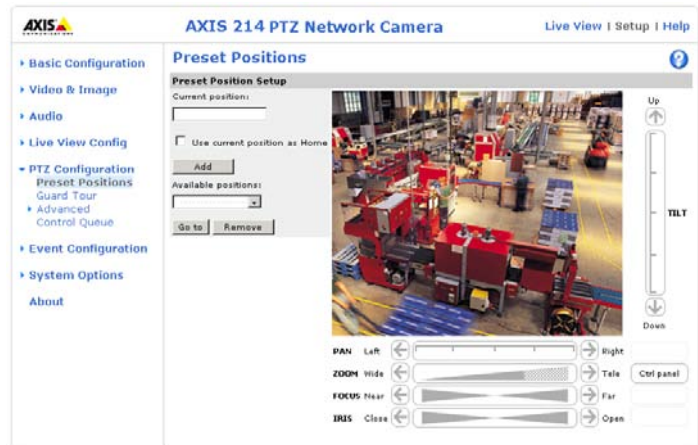 AXIS
COMMUNICATIONS
AXIS 214 PTZ Network Camera
Live View | Setup | Help
Basic Configuration
Video & Image
Audio
Live View Config
PTZ Configuration
Preset Positions
Guard Tour
Advanced
Control Queue
Event Configuration
System Options
About
Preset Positions
?
Preset Position Setup
Current position:
Use current position as Home
Add
Available positions:
Go to Remove
Up
TILT
Down
PAN Left Right
ZOOM Wide Tele Ctrl panel
FOCUS Near Far
IRIS Close Open